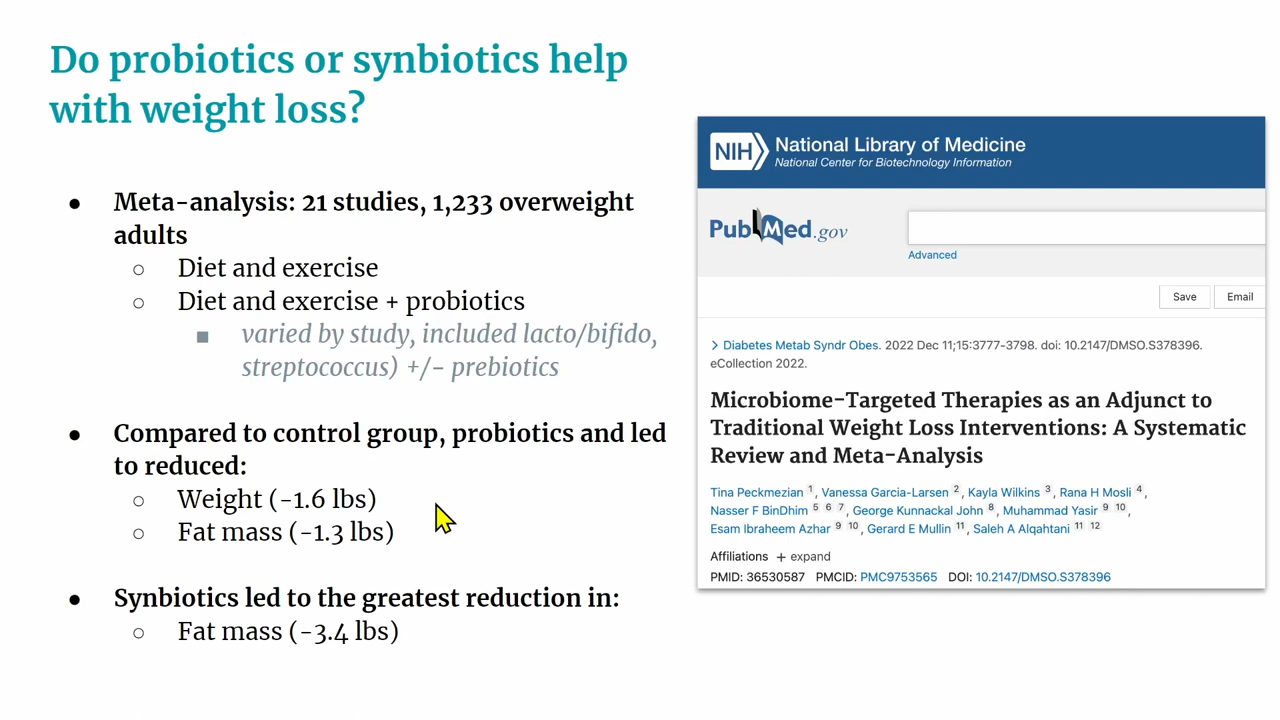 Do probiotics or synbiotics help
with weight loss?
● Meta-analysis: 21 studies, 1,233 overweight
adults
○ Diet and exercise
○ Diet and exercise + probiotics
■ varied by study, included lacto/bifido,
streptococcus) +/- prebiotics
● Compared to control group, probiotics and led
to reduced:
○ Weight (-1.6 lbs)
○ Fat mass (-1.3 lbs)
● Synbiotics led to the greatest reduction in:
○ Fat mass (-3.4 lbs)
NIH National Library of Medicine
National Center for Biotechnology Information
PubMed.gov
Advanced
Save Email
> Diabetes Metab Syndr Obes. 2022 Dec 11;15:3777-3798. doi: 10.2147/DMSO.S378396.
eCollection 2022.
Microbiome-Targeted Therapies as an Adjunct to
Traditional Weight Loss Interventions: A Systematic
Review and Meta-Analysis
Tina Peckmezian 1, Vanessa Garcia-Larsen 2, Kayla Wilkins 3, Rana H Mosli 4,
Nasser F BinDhim 5 6 7, George Kunnackal John 8, Muhammad Yasir 9 10,
Esam Ibraheem Azhar 9 10, Gerard E Mullin 11, Saleh A Alqahtani 11 12
Affiliations + expand
PMID: 36530587 PMCID: PMC9753565 DOI: 10.2147/DMSO.S378396